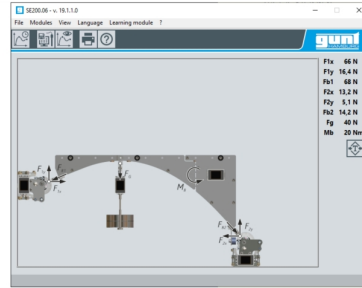 SE200.06 - v. 19.1.1.0
File Modules View Language Learning module ?
gunt
F1x 66 N
F1y 16,4 N
Fb1 68 N
F2x 13,2 N
F2y 5,1 N
Fb2 14,2 N
Fg 40 N
Mb 20 Nm